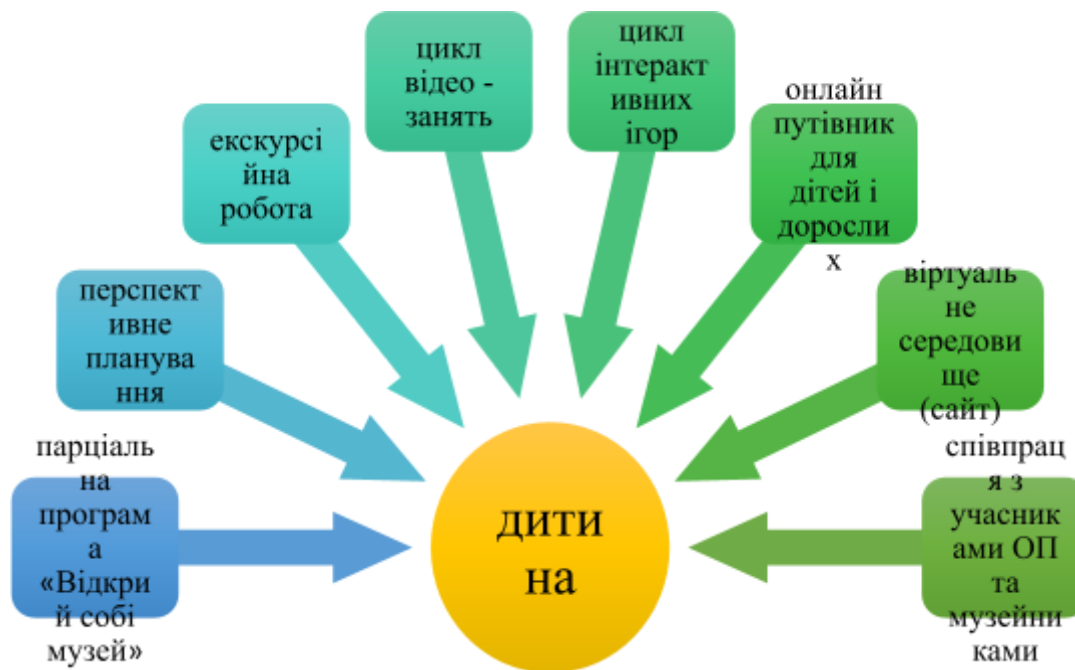 парціаль
на
програм
а
«Відкри
й собі
музей»
перспект
ивне
планува
ння
екскурсі
йна
робота
цикл
відео -
занять
цикл
інтеракт
ивних
ігор
онлайн
путівник
для
дітей і
доросли
х
віртуаль
не
середови
ще
(сайт)
співпрац
я з
учасник
ами ОП
та
музейни
ками
дити
на